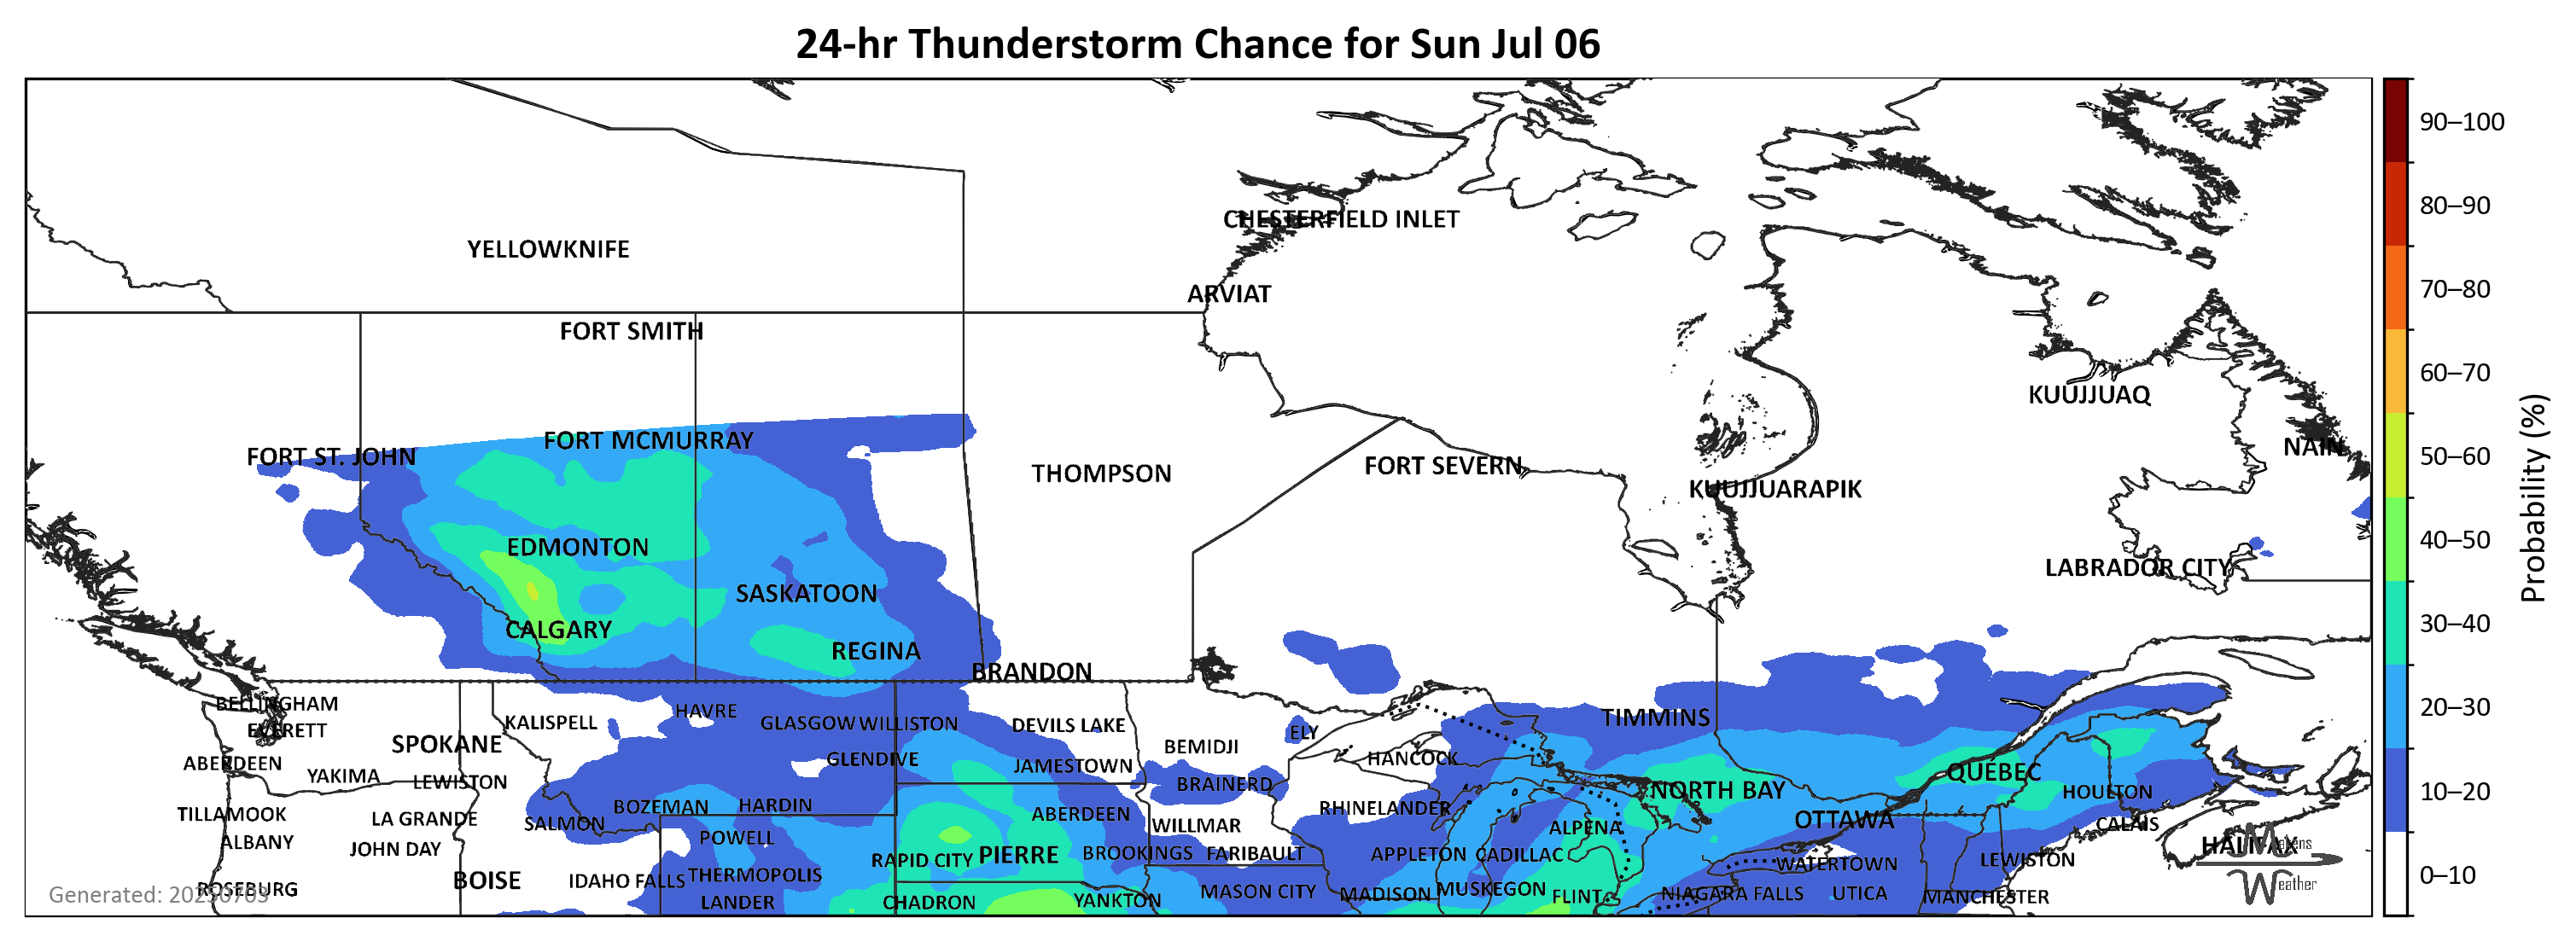 24-hr Thunderstorm Chance for Sun Jul 06
90–100
80–90
70–80
60–70
50–60
40–50
30–40
20–30
10–20
0–10
Probability (%)
CHESTERFIELD INLET
YELLOWKNIFE
ARVIAT
FORT SMITH
KUUJJUAQ
FORT MCMURRAY
NAIN
FORT ST. JOHN
FORT SEVERN
THOMPSON
KUUJJUARAPIK
EDMONTON
LABRADOR CITY
SASKATOON
CALGARY
REGINA
BRANDON
BELLINGHAM
HAVRE
TIMMINS
KALISPELL
GLASGOW
WILLISTON
DEVILS LAKE
EVERETT
ELY
SPOKANE
BEMIDJI
GLENDIVE
HANCOCK
ABERDEEN
JAMESTOWN
QUÉBEC
YAKIMA
LEWISTON
BRAINERD
NORTH BAY
HOULTON
BOZEMAN
HARDIN
RHINELANDER
TILLAMOOK
LA GRANDE
SALMON
ABERDEEN
WILLMAR
ALPENA
OTTAWA
CALAIS
ALBANY
JOHN DAY
POWELL
HALIFAX
RAPID CITY
PIERRE
BROOKINGS
FARIBAULT
APPLETON
CADILLAC
WATERTOWN
LEWISTON
BOISE
IDAHO FALLS
THERMOPOLIS
ROSEBURG
MASON CITY
MADISON
MUSKEGON
FLINT
NIAGARA FALLS
UTICA
MANCHESTER
LANDER
CHADRON
YANKTON
Generated: 20250703
Makens
Weather